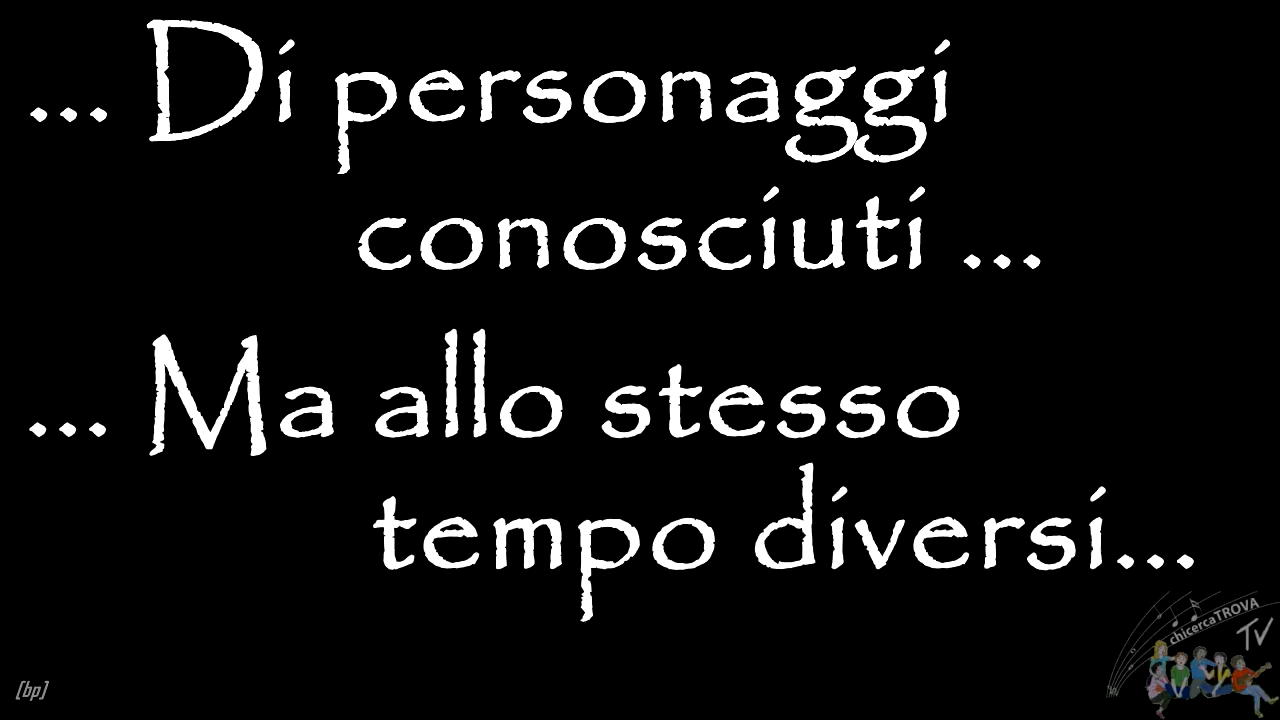 ... Di personaggi
conosciuti ...
... Ma allo stesso
tempo diversi...
chicercaTROVA
TV
[bp]